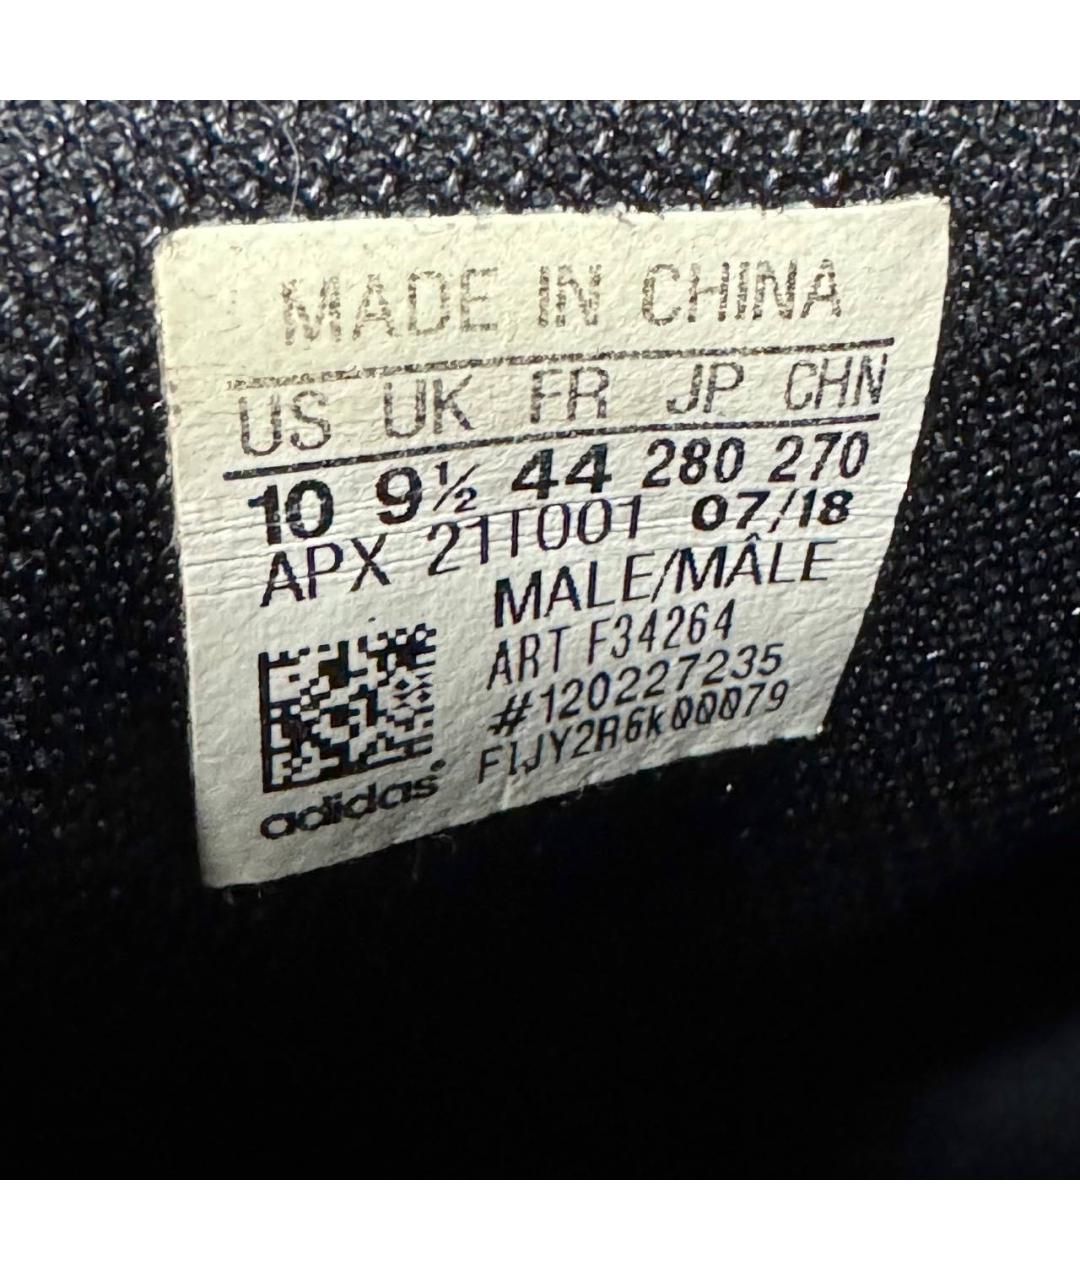 MADE IN CHINA
US UK FR JP CHN
10 9½ 44 280 270
APX 21T001 07/18
MALE/MÂLE
ART F34264
#120227235
FIJY2R6k00079
adidas